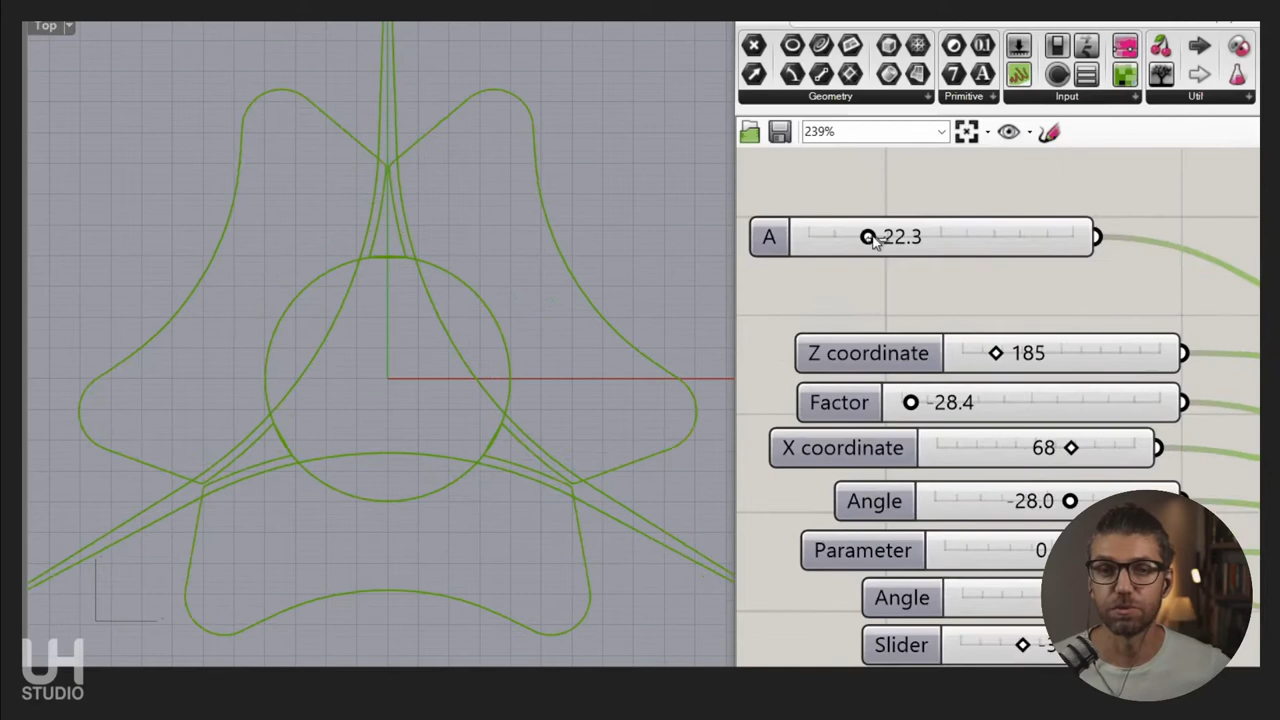 Top
Geometry
Primitive
Input
Util
239%
A
-22.3
Z coordinate
185
Factor
-28.4
X coordinate
68
Angle
-28.0
Parameter
0
Angle
Slider
UH
STUDIO